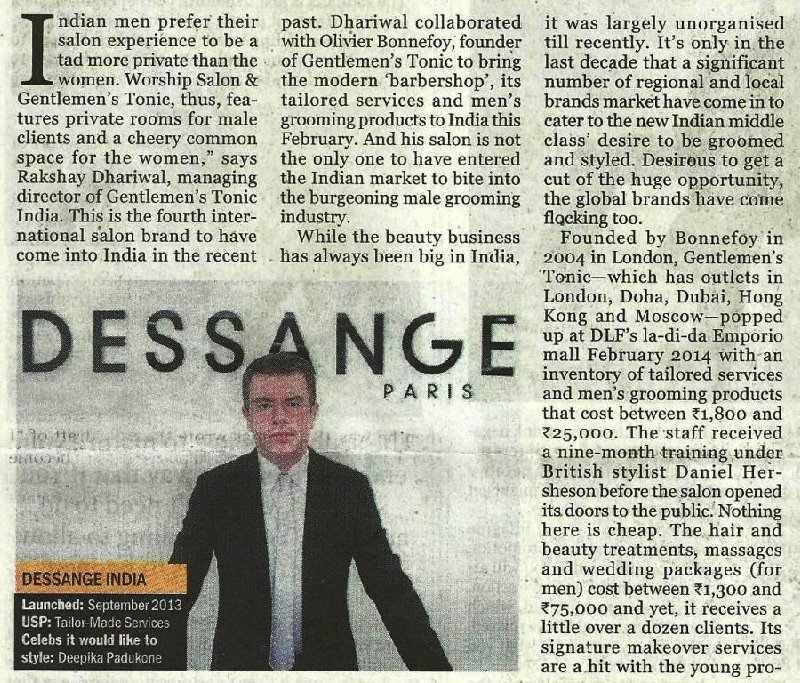 Indian men prefer their
salon experience to be a
tad more private than the
women. Worship Salon &
Gentlemen's Tonic, thus, fea-
tures private rooms for male
clients and a cheery common
space for the women," says
Rakshay Dhariwal, managing
director of Gentlemen's Tonic
India. This is the fourth inter-
national salon brand to have
come into India in the recent
past. Dhariwal collaborated
with Olivier Bonnefoy, founder
of Gentlemen's Tonic to bring
the modern 'barbershop', its
tailored services and men's
grooming products to India this
February. And his salon is not
the only one to have entered
the Indian market to bite into
the burgeoning male grooming
industry.
While the beauty business
has always been big in India,
it was largely unorganised
till recently. It's only in the
last decade that a significant
number of regional and local
brands market have come in to
cater to the new Indian middle
class' desire to be groomed
and styled. Desirous to get a
cut of the huge opportunity,
the global brands have come
flocking too.
Founded by Bonnefoy in
2004 in London, Gentlemen's
Tonic—which has outlets in
London, Doha, Dubai, Hong
Kong and Moscow—popped
up at DLF's la-di-da Emporio
mall February 2014 with an
inventory of tailored services
and men's grooming products
that cost between ₹1,800 and
₹25,000. The staff received
a nine-month training under
British stylist Daniel Her-
sheson before the salon opened
its doors to the public. Nothing
here is cheap. The hair and
beauty treatments, massages
and wedding packages (for
men) cost between ₹1,300 and
₹75,000 and yet, it receives a
little over a dozen clients. Its
signature makeover services
are a hit with the young pro-
DESSANGE
PARIS
DESSANGE INDIA
Launched: September 2013
USP: Tailor-Made Services
Celebs it would like to
style: Deepika Padukone